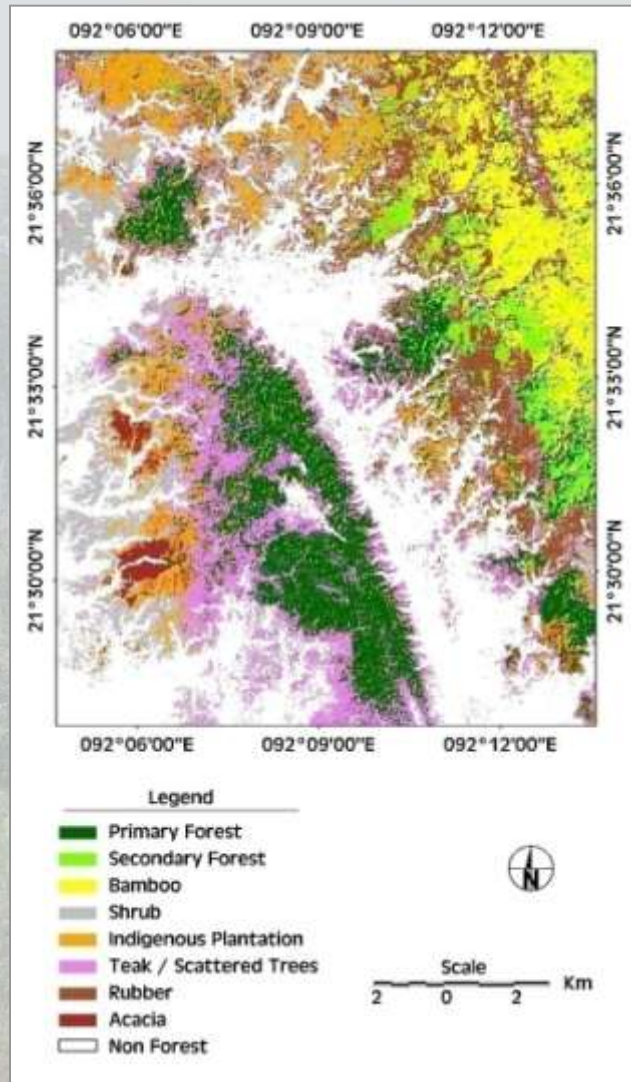 092°06'00"E 092°09'00"E 092°12'00"E
21°36'00"N 21°36'00"N
21°33'00"N 21°33'00"N
21°30'00"N 21°30'00"N
092°06'00"E 092°09'00"E 092°12'00"E
Legend
Primary Forest
Secondary Forest
Bamboo
Shrub
Indigenous Plantation
Teak / Scattered Trees
Rubber
Acacia
Non Forest
N
Scale
Km
2 0 2